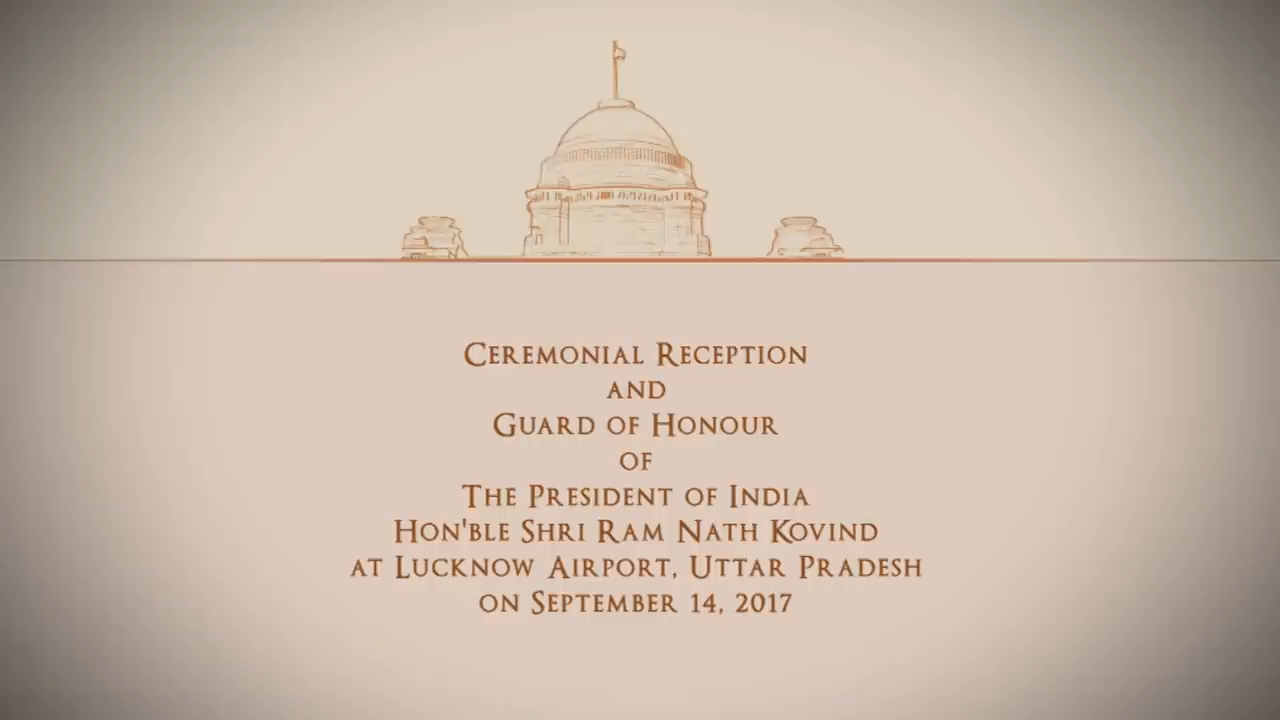 Ceremonial Reception
and
Guard of Honour
of
The President of India
Hon'ble Shri Ram Nath Kovind
at Lucknow Airport, Uttar Pradesh
on September 14, 2017